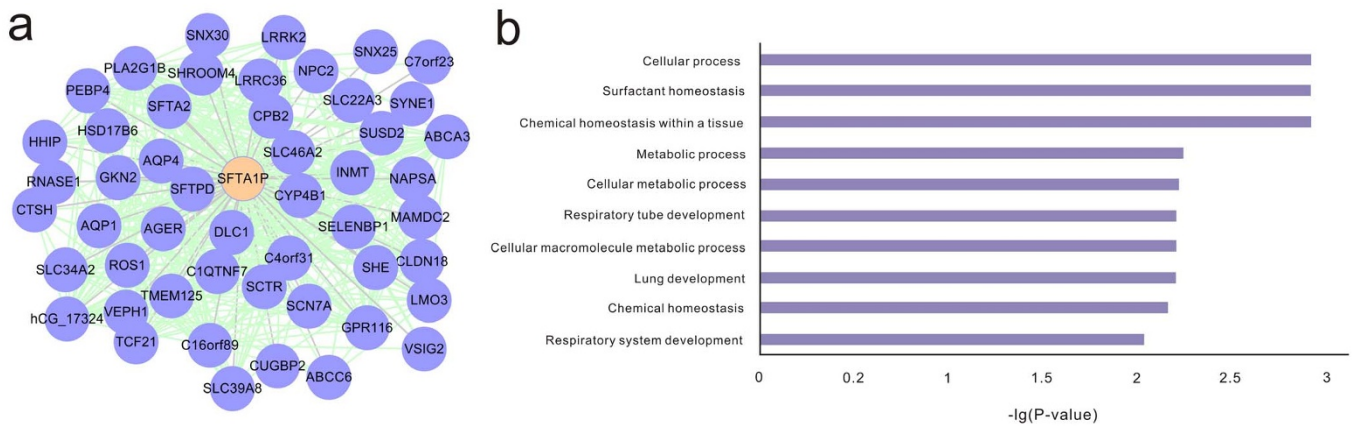 a
SNX30
LRRK2
SNX25
PLA2G1B
SHROOM4
NPC2
C7orf23
LRRC36
PEBP4
SFTA2
SLC22A3
SYNE1
CPB2
HSD17B6
SUSD2
ABCA3
HHIP
SLC46A2
AQP4
INMT
NAPSA
RNASE1
GKN2
SFTPD
SFTA1P
CYP4B1
CTSH
MAMDC2
AQP1
AGER
DLC1
SELENBP1
C4orf31
SLC34A2
ROS1
C1QTNF7
SHE
CLDN18
SCTR
TMEM125
SCN7A
LMO3
hCG_17324
VEPH1
GPR116
TCF21
C16orf89
VSIG2
CUGBP2
ABCC6
SLC39A8
b
Cellular process
Surfactant homeostasis
Chemical homeostasis within a tissue
Metabolic process
Cellular metabolic process
Respiratory tube development
Cellular macromolecule metabolic process
Lung development
Chemical homeostasis
Respiratory system development
0 0.2 1 1.5 2 2.5 3
-lg(P-value)